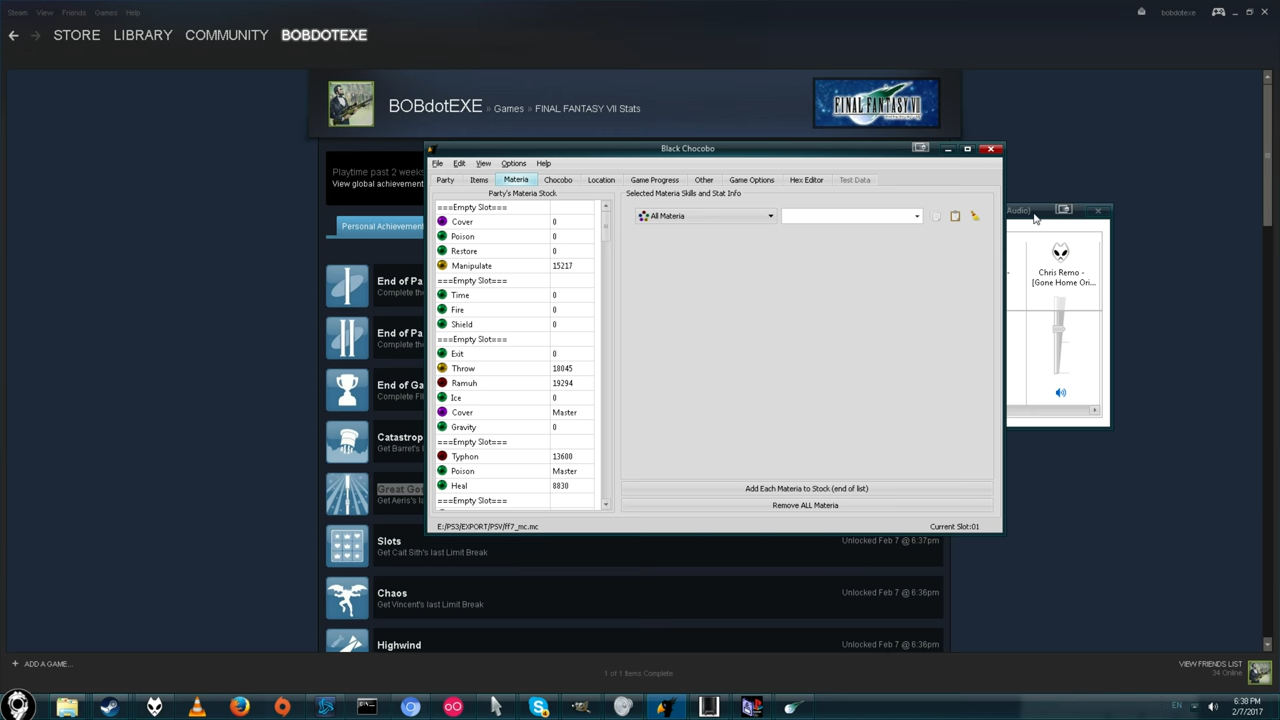 Steam View Friends Games Help
bobdotexe
STORE LIBRARY COMMUNITY BOBDOTEXE
BOBdotEXE » Games » FINAL FANTASY VII Stats
FINAL FANTASY VII
Playtime past 2 weeks
View global achievement
Personal Achievemen
End of Pa
Complete the
End of Pa
Complete the
End of Ga
Complete FI
Catastrop
Get Barret's
Great Go
Get Aeris's l
Slots
Get Cait Sith's last Limit Break
Unlocked Feb 7 @ 6:37pm
Chaos
Get Vincent's last Limit Break
Unlocked Feb 7 @ 6:36pm
Highwind
Unlocked Feb 7 @ 6:36pm
Black Chocobo
File Edit View Options Help
Party Items Materia Chocobo Location Game Progress Other Game Options Hex Editor Test Data
Party's Materia Stock
===Empty Slot===
Cover 0
Poison 0
Restore 0
Manipulate 15217
===Empty Slot===
Time 0
Fire 0
Shield 0
===Empty Slot===
Exit 0
Throw 18045
Ramuh 19294
Ice 0
Cover Master
Gravity 0
===Empty Slot===
Typhon 13600
Poison Master
Heal 8830
===Empty Slot===
Selected Materia Skills and Stat Info
All Materia
Add Each Materia to Stock (end of list)
Remove ALL Materia
E:/PS3/EXPORT/PSV/ff7_mc.mc
Current Slot:01
Audio)
Chris Remo -
[Gone Home Ori...
+ ADD A GAME...
1 of 1 Items Complete
VIEW FRIENDS LIST
34 Online
EN
6:38 PM
2/7/2017